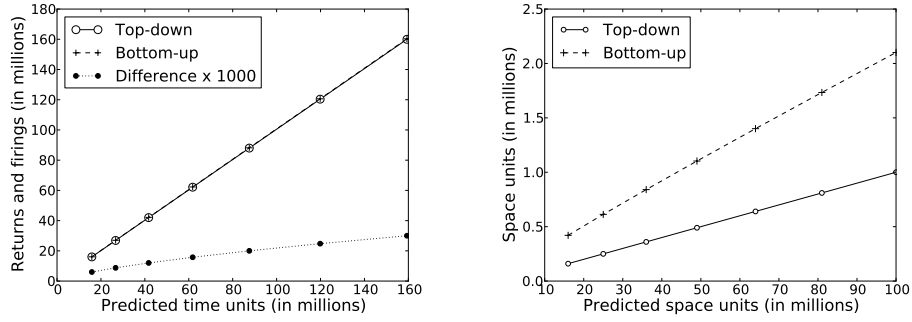 180
160
140
120
100
80
60
40
20
0
Returns and firings (in millions)
Top-down
Bottom-up
Difference x 1000
0 20 40 60 80 100 120 140 160
Predicted time units (in millions)
2.5
2.0
1.5
1.0
0.5
0.0
Space units (in millions)
Top-down
Bottom-up
10 20 30 40 50 60 70 80 90 100
Predicted space units (in millions)